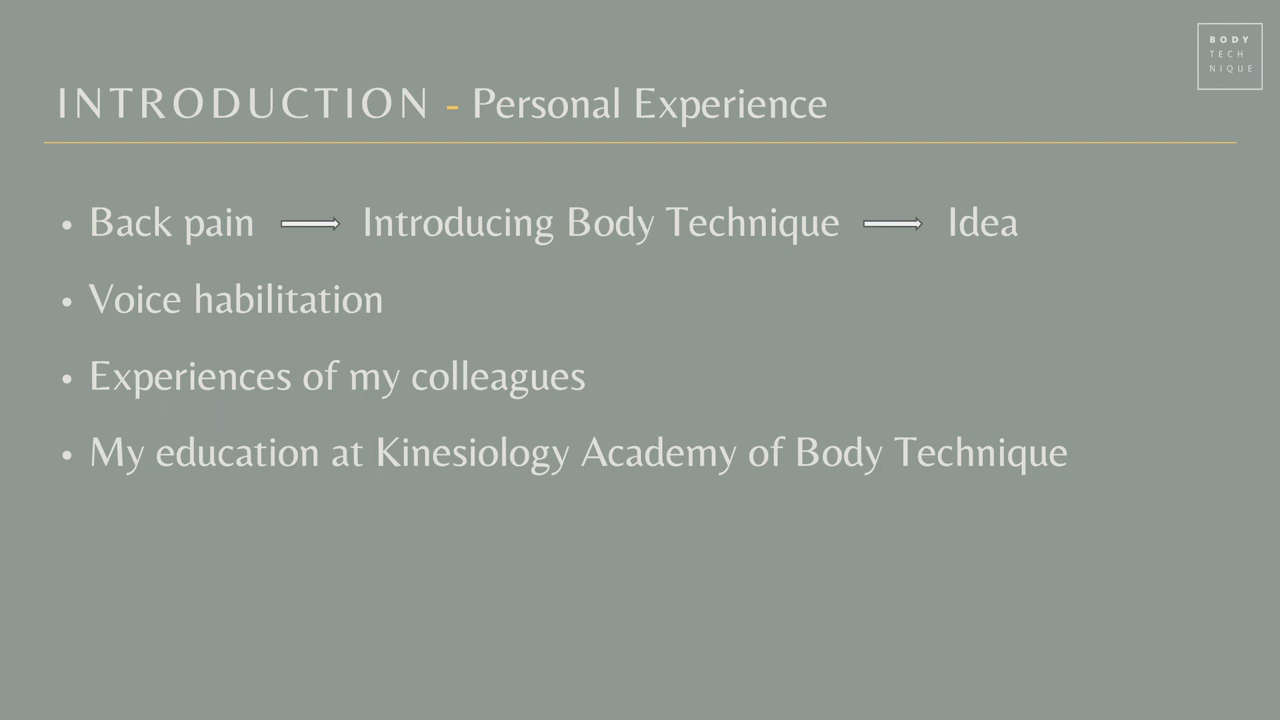 BODY
TECH
NIQUE
INTRODUCTION - Personal Experience
• Back pain → Introducing Body Technique → Idea
• Voice habilitation
• Experiences of my colleagues
• My education at Kinesiology Academy of Body Technique